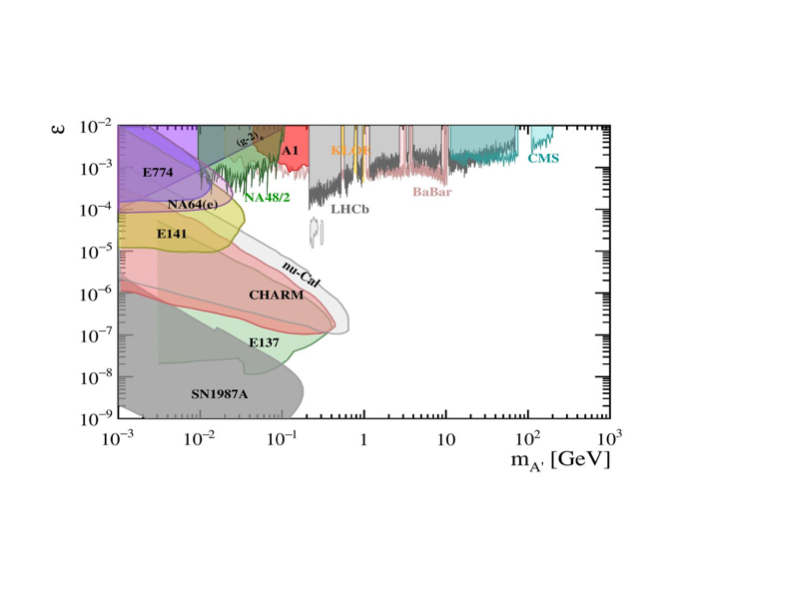 ε
10⁻²
10⁻³
10⁻⁴
10⁻⁵
10⁻⁶
10⁻⁷
10⁻⁸
10⁻⁹
(g-2)ₑ
A1
KLOE
CMS
E774
NA48/2
BaBar
NA64(e)
LHCb
E141
nu-Cal
CHARM
E137
SN1987A
10⁻³
10⁻²
10⁻¹
1
10
10²
10³
m_A' [GeV]